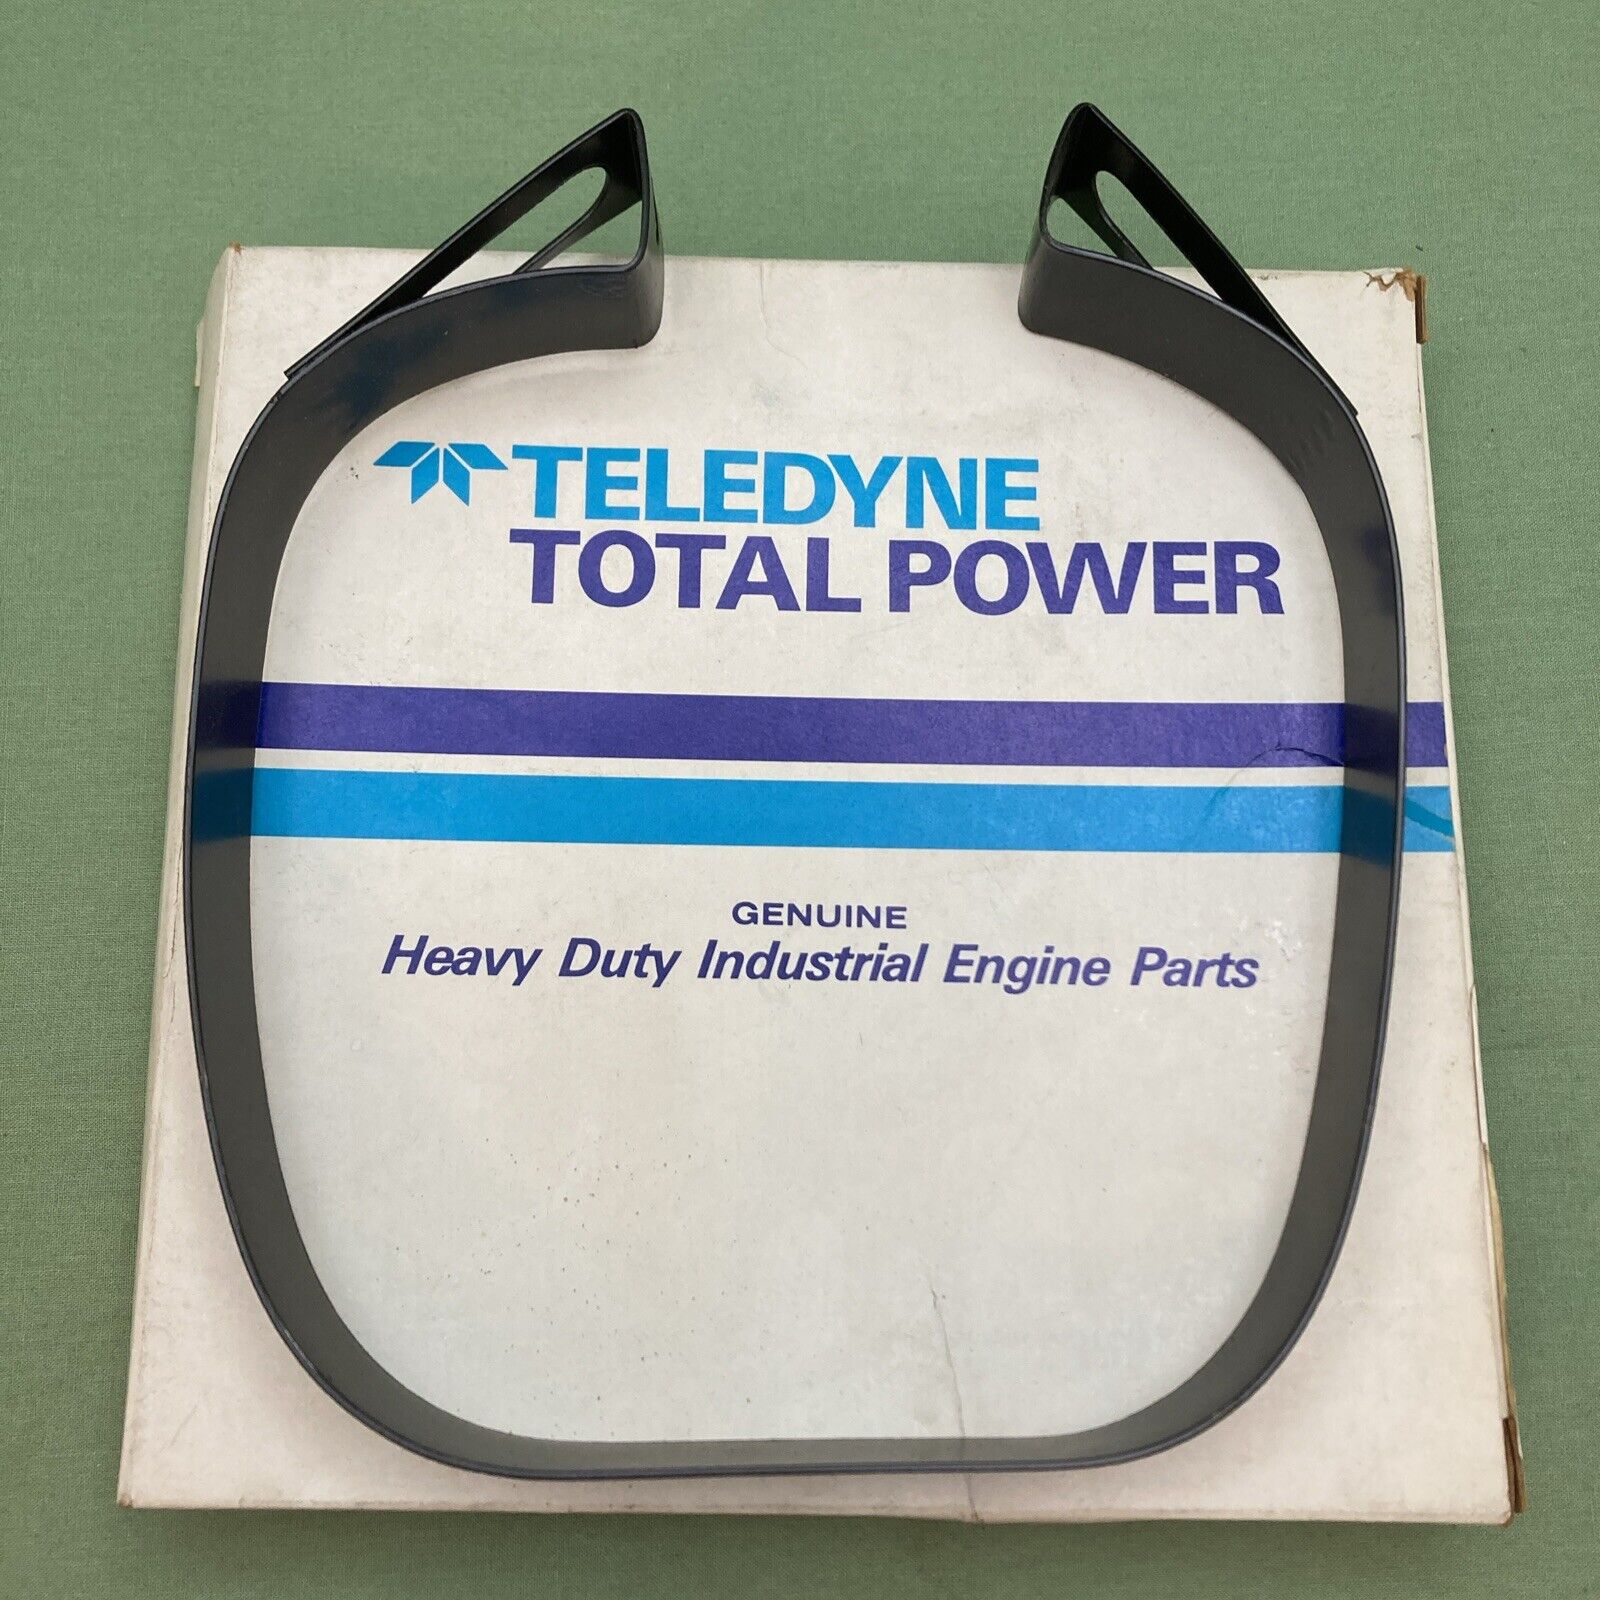 TELEDYNE
TOTAL POWER
GENUINE
Heavy Duty Industrial Engine Parts